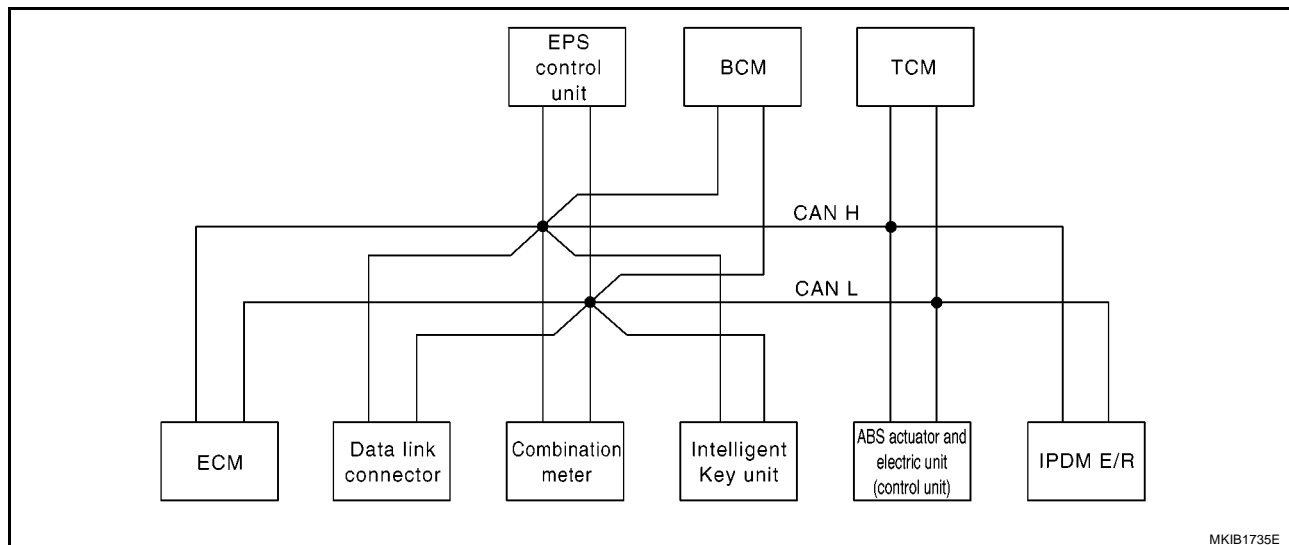 EPS
control
unit
BCM
TCM
CAN H
CAN L
ECM
Data link
connector
Combination
meter
Intelligent
Key unit
ABS actuator and
electric unit
(control unit)
IPDM E/R
MKIB1735E